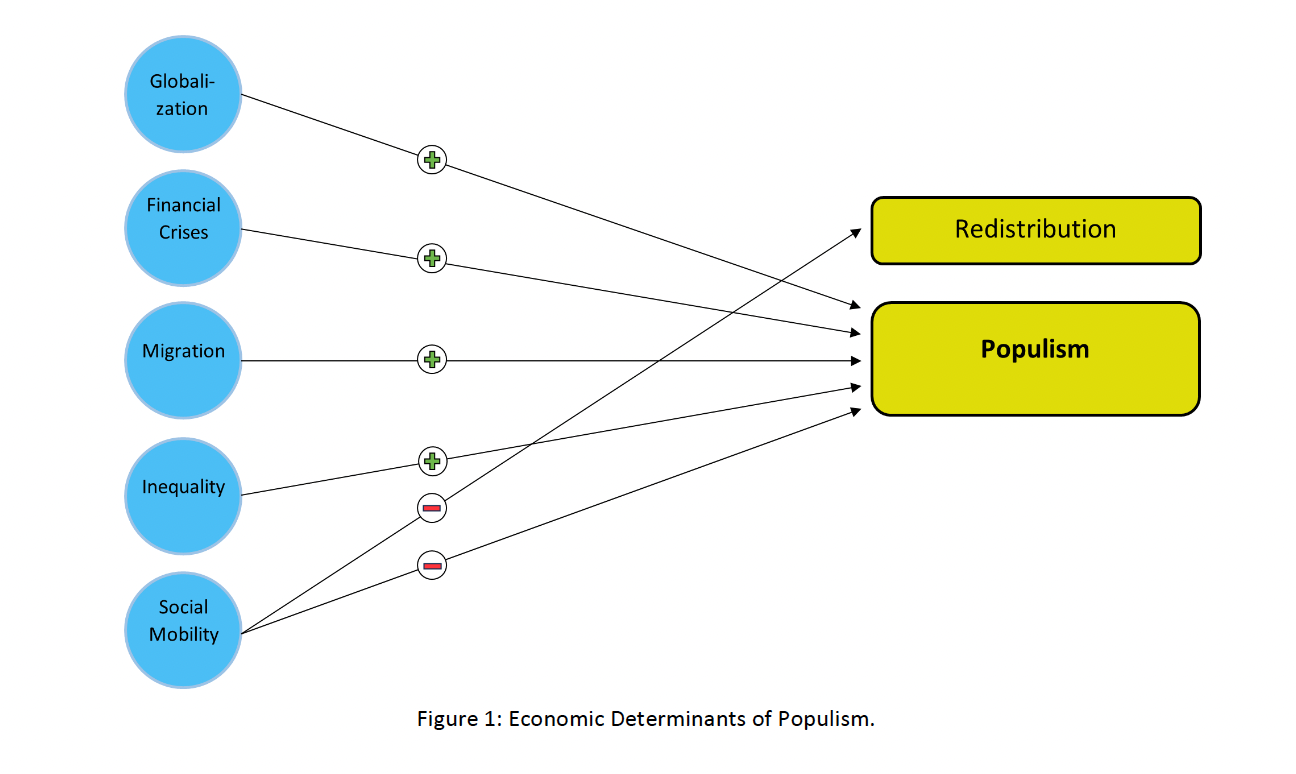 Globali-
zation
Financial
Crises
Migration
Inequality
Social
Mobility
Redistribution
Populism
Figure 1: Economic Determinants of Populism.